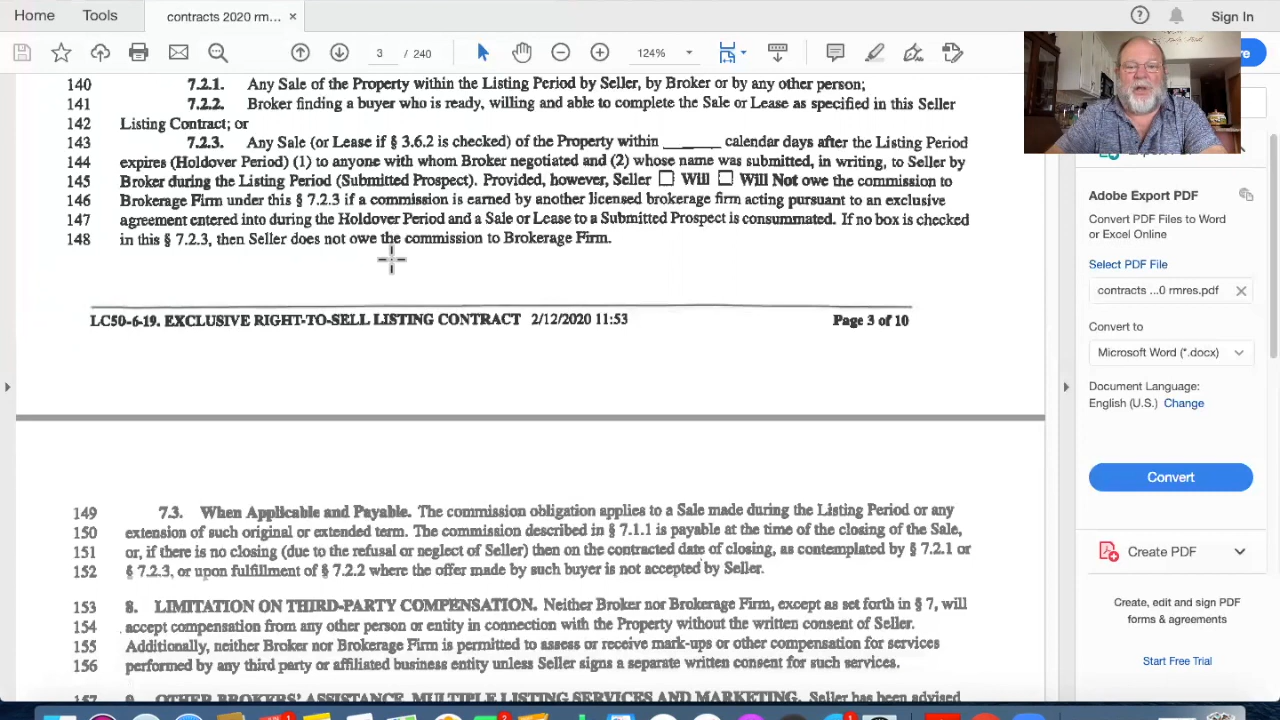 Home
Tools
contracts 2020 rm...
×
Sign In
3
/ 240
124%
140 7.2.1. Any Sale of the Property within the Listing Period by Seller, by Broker or by any other person;
141 7.2.2. Broker finding a buyer who is ready, willing and able to complete the Sale or Lease as specified in this Seller
142 Listing Contract; or
143 7.2.3. Any Sale (or Lease if § 3.6.2 is checked) of the Property within ______ calendar days after the Listing Period
144 expires (Holdover Period) (1) to anyone with whom Broker negotiated and (2) whose name was submitted, in writing, to Seller by
145 Broker during the Listing Period (Submitted Prospect). Provided, however, Seller ☐ Will ☐ Will Not owe the commission to
146 Brokerage Firm under this § 7.2.3 if a commission is earned by another licensed brokerage firm acting pursuant to an exclusive
147 agreement entered into during the Holdover Period and a Sale or Lease to a Submitted Prospect is consummated. If no box is checked
148 in this § 7.2.3, then Seller does not owe the commission to Brokerage Firm.
LC50-6-19. EXCLUSIVE RIGHT-TO-SELL LISTING CONTRACT 2/12/2020 11:53 Page 3 of 10
149 7.3. When Applicable and Payable. The commission obligation applies to a Sale made during the Listing Period or any
150 extension of such original or extended term. The commission described in § 7.1.1 is payable at the time of the closing of the Sale,
151 or, if there is no closing (due to the refusal or neglect of Seller) then on the contracted date of closing, as contemplated by § 7.2.1 or
152 § 7.2.3, or upon fulfillment of § 7.2.2 where the offer made by such buyer is not accepted by Seller.
153 8. LIMITATION ON THIRD-PARTY COMPENSATION. Neither Broker nor Brokerage Firm, except as set forth in § 7, will
154 accept compensation from any other person or entity in connection with the Property without the written consent of Seller.
155 Additionally, neither Broker nor Brokerage Firm is permitted to assess or receive mark-ups or other compensation for services
156 performed by any third party or affiliated business entity unless Seller signs a separate written consent for such services.
157 9. OTHER BROKERS' ASSISTANCE, MULTIPLE LISTING SERVICES AND MARKETING. Seller has been advised
Adobe Export PDF
Convert PDF Files to Word
or Excel Online
Select PDF File
contracts ...0 rmres.pdf
Convert to
Microsoft Word (*.docx)
Document Language:
English (U.S.) Change
Convert
Create PDF
Create, edit and sign PDF
forms & agreements
Start Free Trial